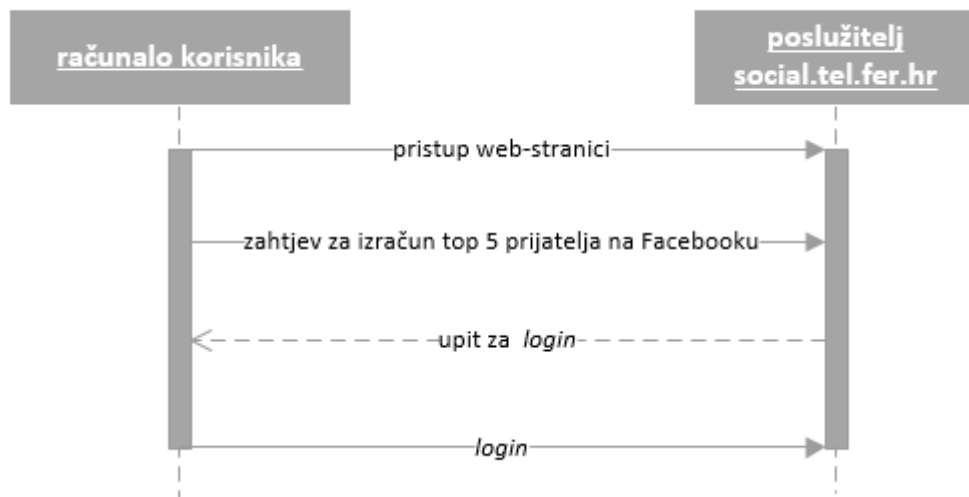 računalo korisnika
poslužitelj
social.tel.fer.hr
pristup web-stranici
zahtjev za izračun top 5 prijatelja na Facebooku
upit za login
login